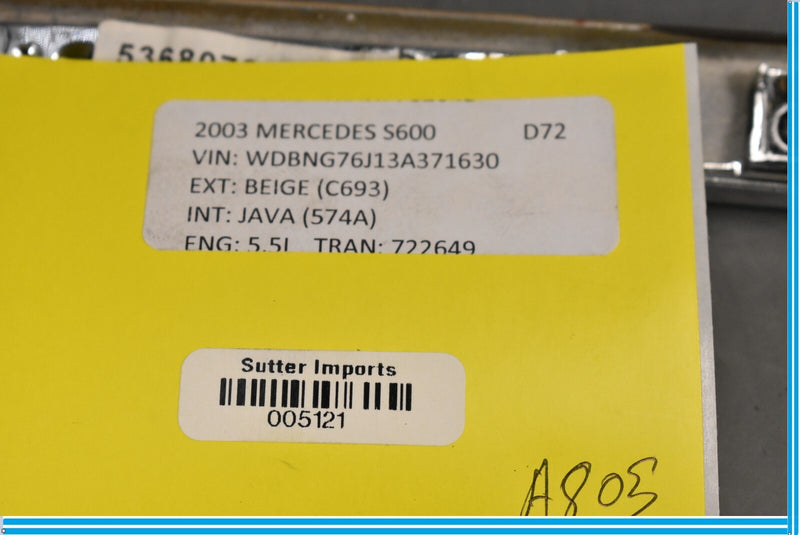 2003 MERCEDES S600 D72
VIN: WDBNG76J13A371630
EXT: BEIGE (C693)
INT: JAVA (574A)
ENG: 5.5L TRAN: 722649
Sutter Imports
005121
A805